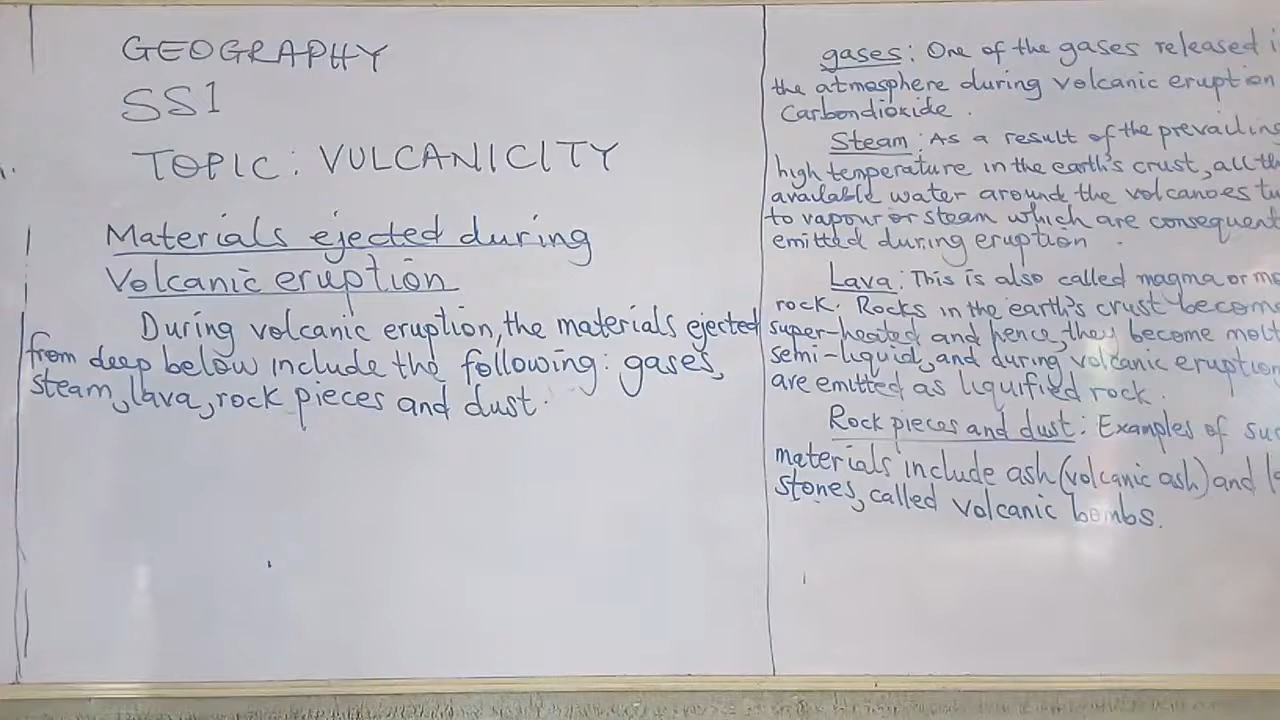 GEOGRAPHY
SS1
TOPIC: VULCANICITY
Materials ejected during
Volcanic eruption
During volcanic eruption, the materials ejected
from deep below include the following: gases,
steam, lava, rock pieces and dust.
gases: One of the gases released
the atmosphere during volcanic eruption
Carbondioxide.
Steam: As a result of the
high temperature in the earth's crust, all
available water around the volcanoes
to vapour or steam which are
emitted during eruption.
Lava: This is also called magma or
rock. Rocks in the earth's crust
super-heated and hence, they become
semi-liquid, and during volcanic eruption
are emitted as liquified rock.
Rock pieces and dust: Examples of
materials include ash (volcanic ash) and
stones, called volcanic bombs.